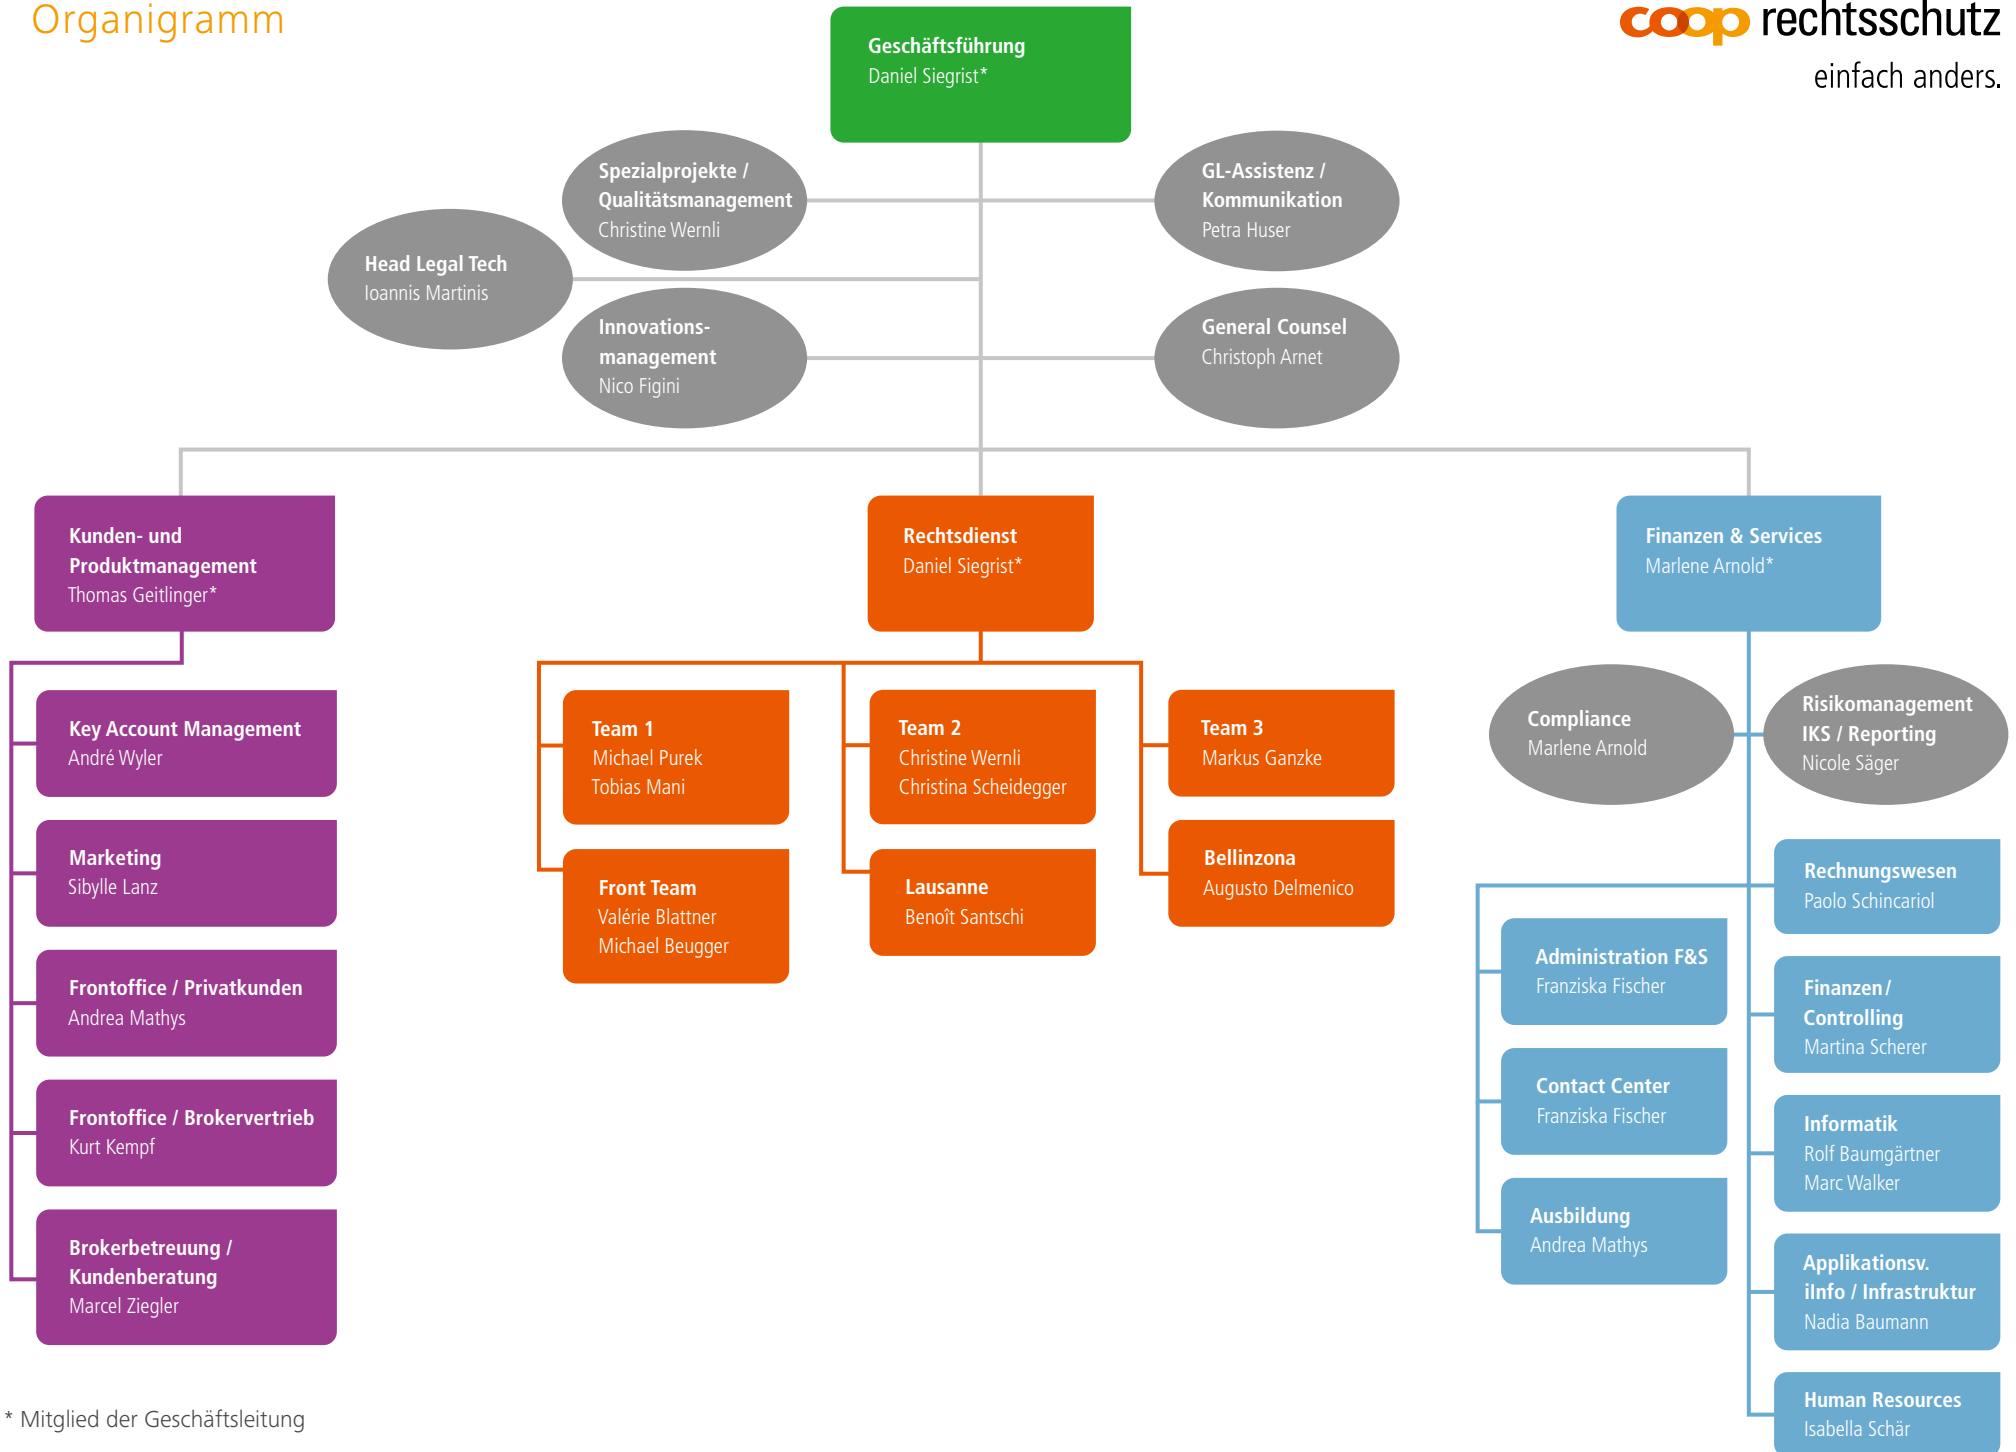 Organigramm
coop rechtsschutz
einfach anders.
Geschäftsführung
Daniel Siegrist*
Spezialprojekte /
Qualitätsmanagement
Christine Wernli
GL-Assistenz /
Kommunikation
Petra Huser
Head Legal Tech
Ioannis Martinis
Innovations-
management
Nico Figini
General Counsel
Christoph Arnet
Kunden- und
Produktmanagement
Thomas Geitlinger*
Key Account Management
André Wyler
Marketing
Sibylle Lanz
Frontoffice / Privatkunden
Andrea Mathys
Frontoffice / Brokervertrieb
Kurt Kempf
Brokerbetreuung /
Kundenberatung
Marcel Ziegler
Rechtsdienst
Daniel Siegrist*
Team 1
Michael Purek
Tobias Mani
Front Team
Valérie Blattner
Michael Beugger
Team 2
Christine Wernli
Christina Scheidegger
Lausanne
Benoît Santschi
Team 3
Markus Ganzke
Bellinzona
Augusto Delmenico
Finanzen & Services
Marlene Arnold*
Compliance
Marlene Arnold
Risikomanagement
IKS / Reporting
Nicole Säger
Administration F&S
Franziska Fischer
Contact Center
Franziska Fischer
Ausbildung
Andrea Mathys
Rechnungswesen
Paolo Schincariol
Finanzen /
Controlling
Martina Scherer
Informatik
Rolf Baumgärtner
Marc Walker
Applikationsv.
iInfo / Infrastruktur
Nadia Baumann
Human Resources
Isabella Schär
* Mitglied der Geschäftsleitung